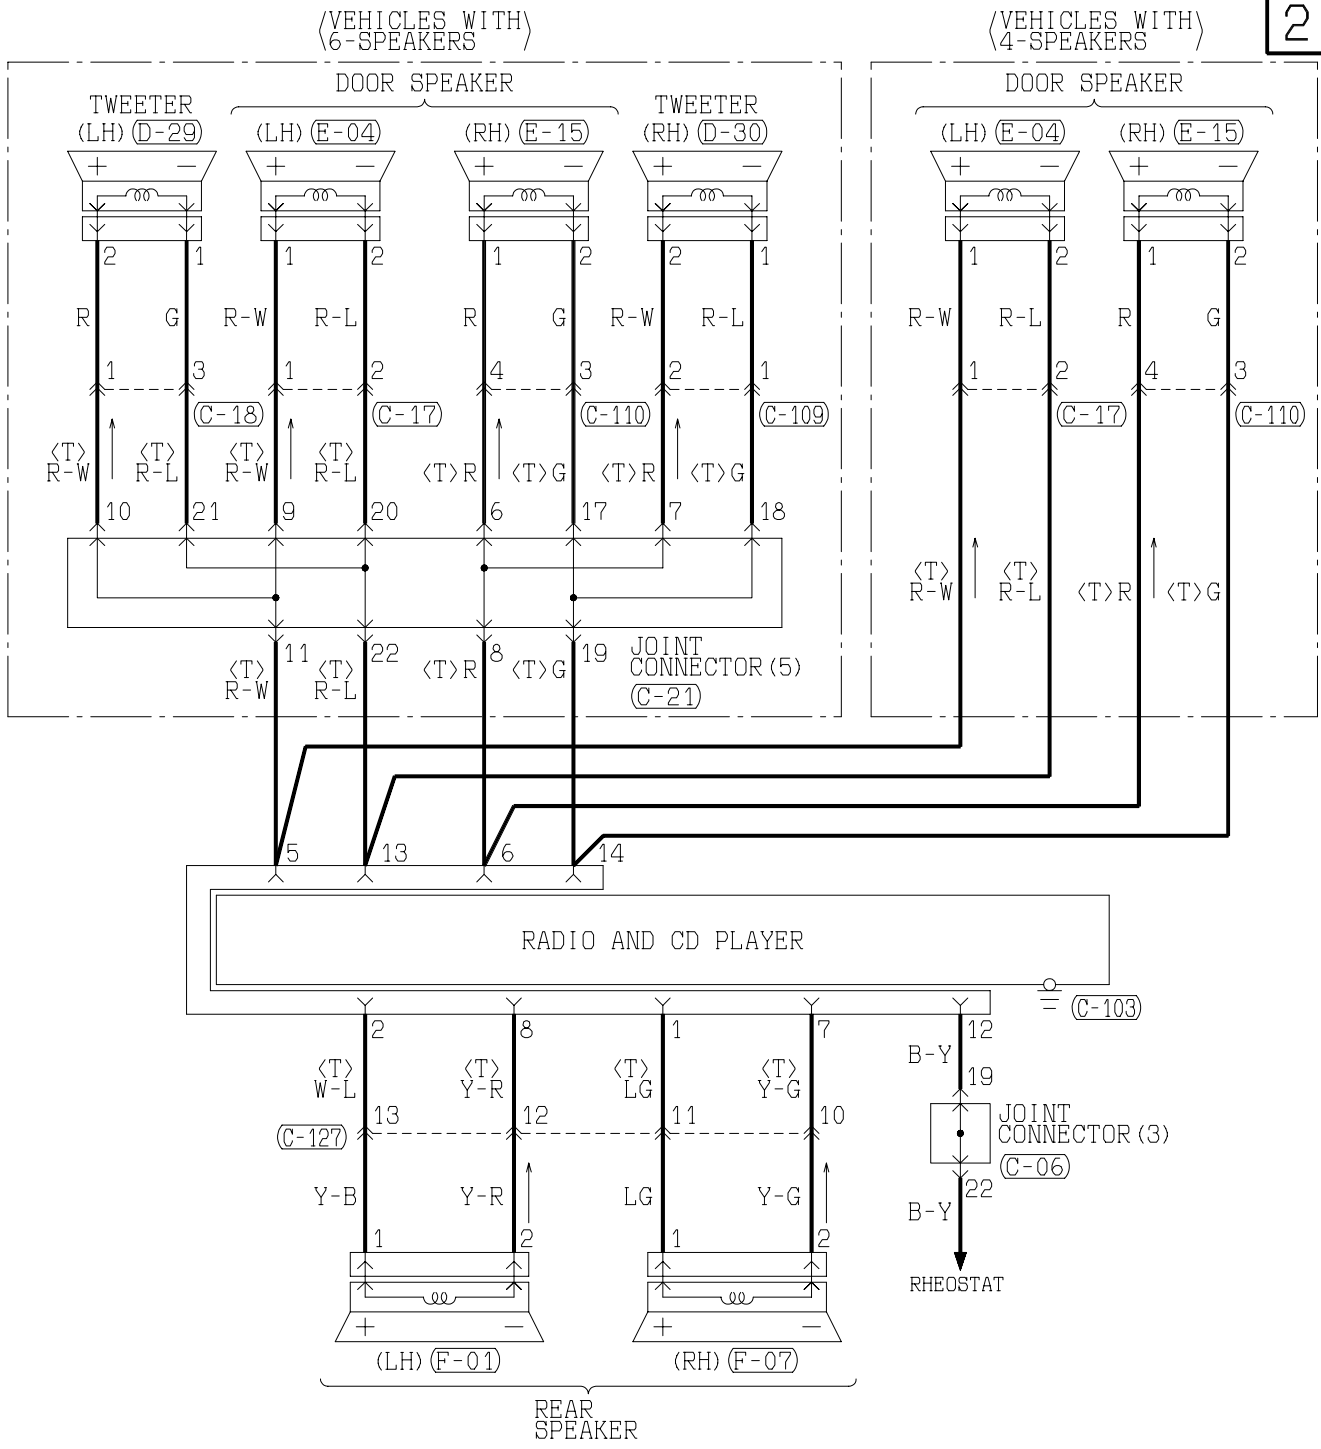 ⟨VEHICLES WITH
6-SPEAKERS⟩
⟨VEHICLES WITH
4-SPEAKERS⟩
2
DOOR SPEAKER
DOOR SPEAKER
TWEETER
TWEETER
(LH) D-29
(LH) E-04
(RH) E-15
(RH) D-30
(LH) E-04
(RH) E-15
+ − + − + − + − + − + −
2 1 1 2 1 2 2 1 1 2 1 2
R G R-W R-L R G R-W R-L R-W R-L R G
1 3 1 2 4 3 2 1 1 2 4 3
C-18 C-17 C-110 C-109 C-17 C-110
⟨T⟩ ⟨T⟩ ⟨T⟩ ⟨T⟩
R-W R-L R-W R-L ⟨T⟩R ⟨T⟩G ⟨T⟩R ⟨T⟩G
10 21 9 20 6 17 7 18
⟨T⟩ ⟨T⟩
R-W R-L ⟨T⟩R ⟨T⟩G
11 22 8 19
⟨T⟩ ⟨T⟩
R-W R-L ⟨T⟩R ⟨T⟩G
JOINT
CONNECTOR(5)
C-21
5 13 6 14
RADIO AND CD PLAYER
C-103
2 8 1 7 12
⟨T⟩ ⟨T⟩ ⟨T⟩ ⟨T⟩
W-L Y-R LG Y-G
B-Y
19
13 12 11 10
C-127
JOINT
CONNECTOR(3)
C-06
22
Y-B Y-R LG Y-G
B-Y
1 2 1 2
RHEOSTAT
+ − + −
(LH) F-01
(RH) F-07
REAR
SPEAKER